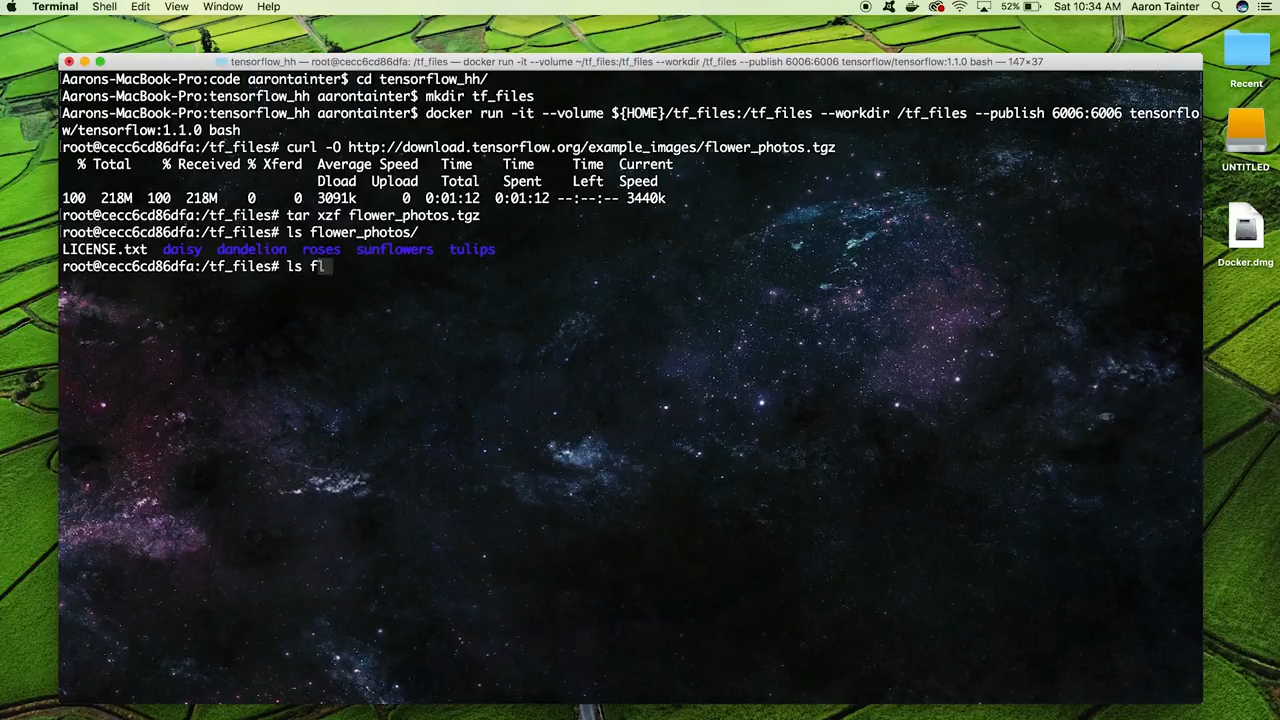 Terminal Shell Edit View Window Help 52% Sat 10:34 AM Aaron Tainter
tensorflow_hh — root@cecc6cd86dfa: /tf_files — docker run -it --volume ~/tf_files:/tf_files --workdir /tf_files --publish 6006:6006 tensorflow/tensorflow:1.1.0 bash — 147×37
Aarons-MacBook-Pro:code aarontainter$ cd tensorflow_hh/
Aarons-MacBook-Pro:tensorflow_hh aarontainter$ mkdir tf_files
Aarons-MacBook-Pro:tensorflow_hh aarontainter$ docker run -it --volume ${HOME}/tf_files:/tf_files --workdir /tf_files --publish 6006:6006 tensorflo
w/tensorflow:1.1.0 bash
root@cecc6cd86dfa:/tf_files# curl -O http://download.tensorflow.org/example_images/flower_photos.tgz
% Total % Received % Xferd Average Speed Time Time Time Current
Dload Upload Total Spent Left Speed
100 218M 100 218M 0 0 3091k 0 0:01:12 0:01:12 --:--:-- 3440k
root@cecc6cd86dfa:/tf_files# tar xzf flower_photos.tgz
root@cecc6cd86dfa:/tf_files# ls flower_photos/
LICENSE.txt daisy dandelion roses sunflowers tulips
root@cecc6cd86dfa:/tf_files# ls fl
Recent
UNTITLED
Docker.dmg